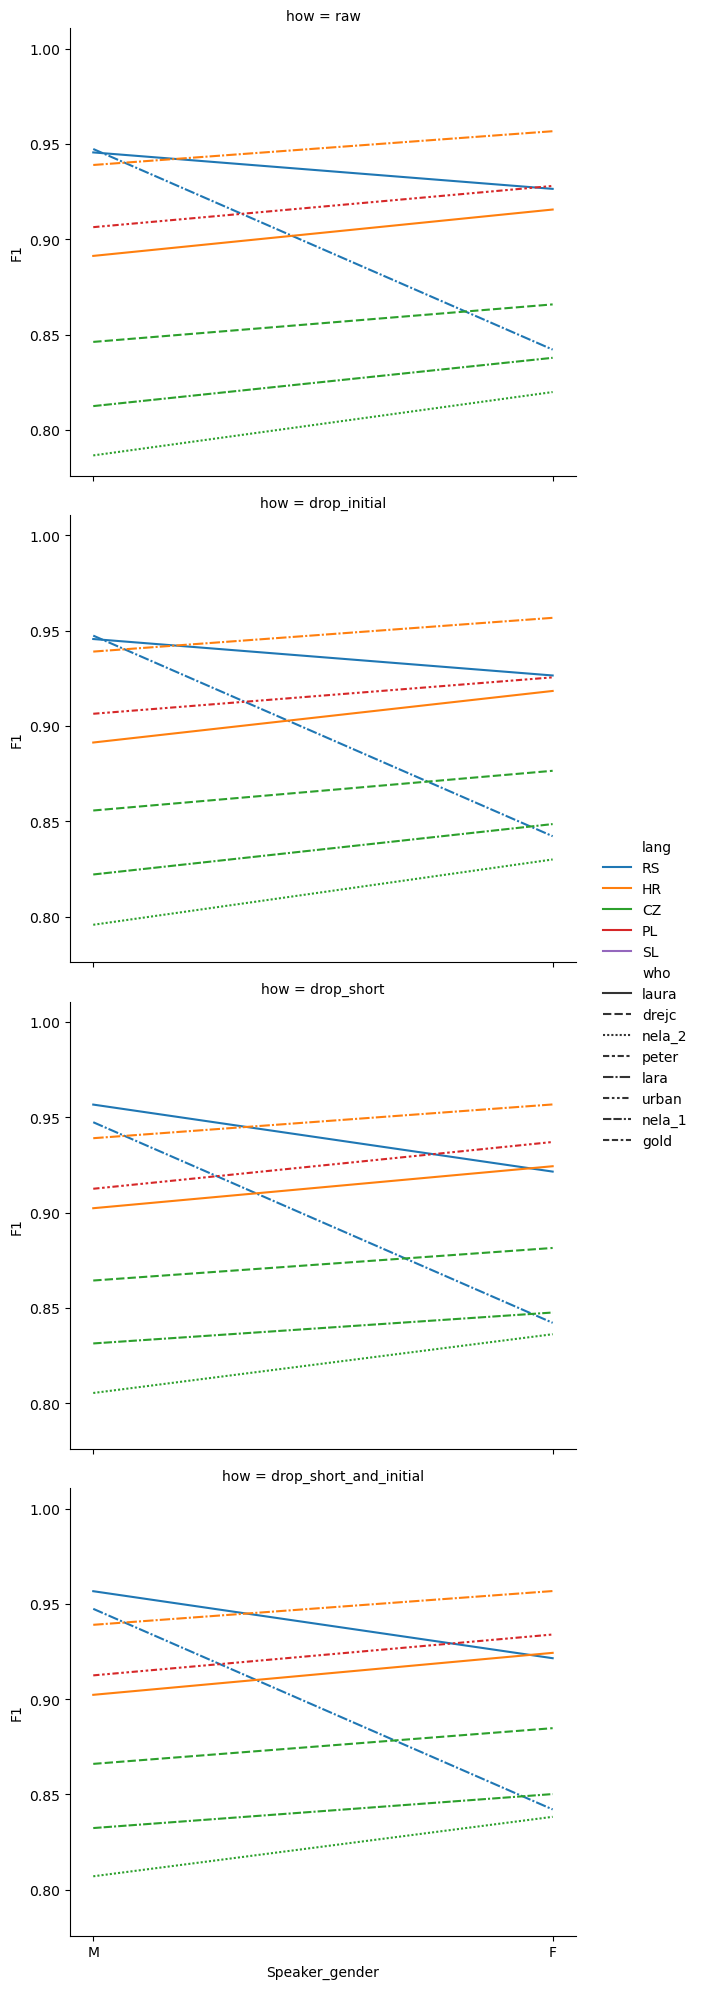 how = raw
1.00
0.95
0.90
0.85
0.80
F1
how = drop_initial
1.00
0.95
0.90
0.85
0.80
F1
how = drop_short
1.00
0.95
0.90
0.85
0.80
F1
how = drop_short_and_initial
1.00
0.95
0.90
0.85
0.80
F1
M F
Speaker_gender
lang
RS
HR
CZ
PL
SL
who
laura
drejc
nela_2
peter
lara
urban
nela_1
gold